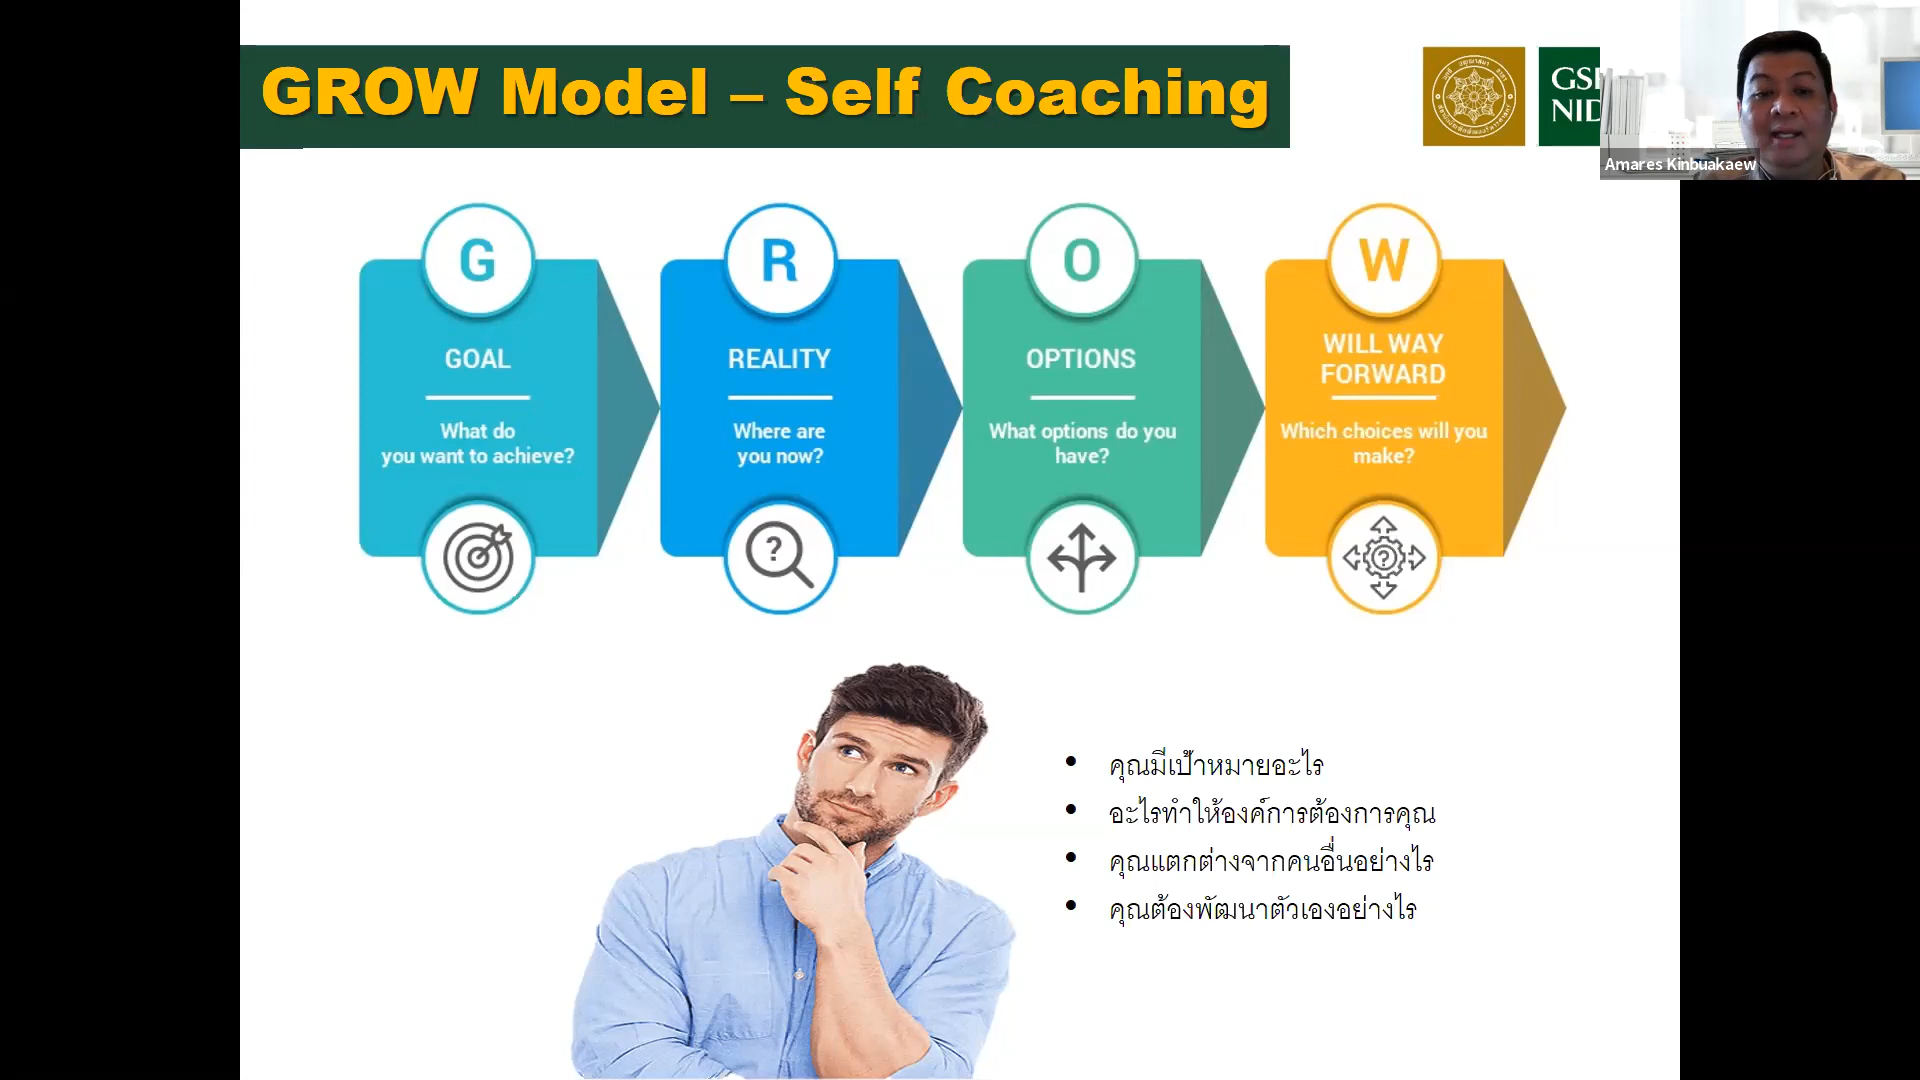 GROW Model – Self Coaching
Amares Kinbuakaew
G
R
O
W
GOAL
REALITY
OPTIONS
WILL WAY
FORWARD
What do
you want to achieve?
Where are
you now?
What options do you
have?
Which choices will you
make?
?
?
• คุณมีเป้าหมายอะไร
• อะไรทำให้องค์การต้องการคุณ
• คุณแตกต่างจากคนอื่นอย่างไร
• คุณต้องพัฒนาตัวเองอย่างไร